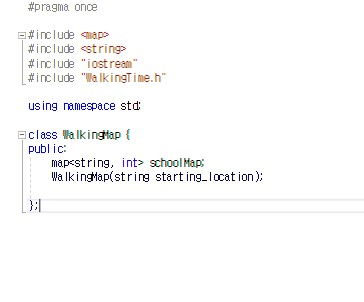 #pragma once
#include <map>
#include <string>
#include "iostream"
#include "WalkingTime.h"
using namespace std;
class WalkingMap {
public:
map<string, int> schoolMap;
WalkingMap(string starting_location);
};